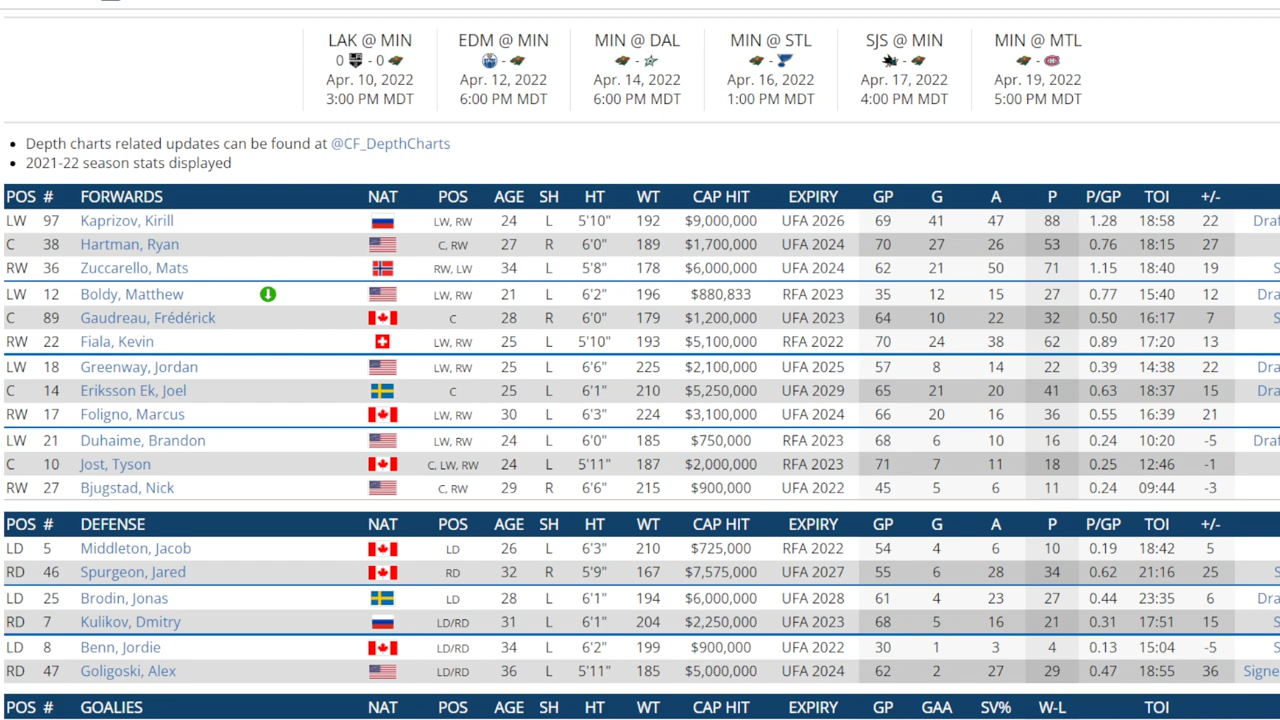 LAK @ MIN EDM @ MIN MIN @ DAL MIN @ STL SJS @ MIN MIN @ MTL
0 - 0 - - - - -
Apr. 10, 2022 Apr. 12, 2022 Apr. 14, 2022 Apr. 16, 2022 Apr. 17, 2022 Apr. 19, 2022
3:00 PM MDT 6:00 PM MDT 6:00 PM MDT 1:00 PM MDT 4:00 PM MDT 5:00 PM MDT
• Depth charts related updates can be found at @CF_DepthCharts
• 2021-22 season stats displayed
POS # FORWARDS NAT POS AGE SH HT WT CAP HIT EXPIRY GP G A P P/GP TOI +/-
LW 97 Kaprizov, Kirill LW, RW 24 L 5'10" 192 $9,000,000 UFA 2026 69 41 47 88 1.28 18:58 22 Draf
C 38 Hartman, Ryan C, RW 27 R 6'0" 189 $1,700,000 UFA 2024 70 27 26 53 0.76 18:15 27
RW 36 Zuccarello, Mats RW, LW 34 L 5'8" 178 $6,000,000 UFA 2024 62 21 50 71 1.15 18:40 19 S
LW 12 Boldy, Matthew LW, RW 21 L 6'2" 196 $880,833 RFA 2023 35 12 15 27 0.77 15:40 12 Dra
C 89 Gaudreau, Frédérick C 28 R 6'0" 179 $1,200,000 UFA 2023 64 10 22 32 0.50 16:17 7 S
RW 22 Fiala, Kevin LW, RW 25 L 5'10" 193 $5,100,000 RFA 2022 70 24 38 62 0.89 17:20 13
LW 18 Greenway, Jordan LW, RW 25 L 6'6" 225 $2,100,000 UFA 2025 57 8 14 22 0.39 14:38 22 Dra
C 14 Eriksson Ek, Joel C 25 L 6'1" 210 $5,250,000 UFA 2029 65 21 20 41 0.63 18:37 15 Dra
RW 17 Foligno, Marcus LW, RW 30 L 6'3" 224 $3,100,000 UFA 2024 66 20 16 36 0.55 16:39 21
LW 21 Duhaime, Brandon LW, RW 24 L 6'0" 185 $750,000 RFA 2023 68 6 10 16 0.24 10:20 -5 Draf
C 10 Jost, Tyson C, LW, RW 24 L 5'11" 187 $2,000,000 RFA 2023 71 7 11 18 0.25 12:46 -1
RW 27 Bjugstad, Nick C, RW 29 R 6'6" 215 $900,000 UFA 2022 45 5 6 11 0.24 09:44 -3
POS # DEFENSE NAT POS AGE SH HT WT CAP HIT EXPIRY GP G A P P/GP TOI +/-
LD 5 Middleton, Jacob LD 26 L 6'3" 210 $725,000 RFA 2022 54 4 6 10 0.19 18:42 5
RD 46 Spurgeon, Jared RD 32 R 5'9" 167 $7,575,000 UFA 2027 55 6 28 34 0.62 21:16 25 S
LD 25 Brodin, Jonas LD 28 L 6'1" 194 $6,000,000 UFA 2028 61 4 23 27 0.44 23:35 6 Dra
RD 7 Kulikov, Dmitry LD/RD 31 L 6'1" 204 $2,250,000 UFA 2023 68 5 16 21 0.31 17:51 15 S
LD 8 Benn, Jordie LD/RD 34 L 6'2" 199 $900,000 UFA 2022 30 1 3 4 0.13 15:04 -5 S
RD 47 Goligoski, Alex LD/RD 36 L 5'11" 185 $5,000,000 UFA 2024 62 2 27 29 0.47 18:55 36 Signe
POS # GOALIES NAT POS AGE SH HT WT CAP HIT EXPIRY GP GAA SV% W-L TOI